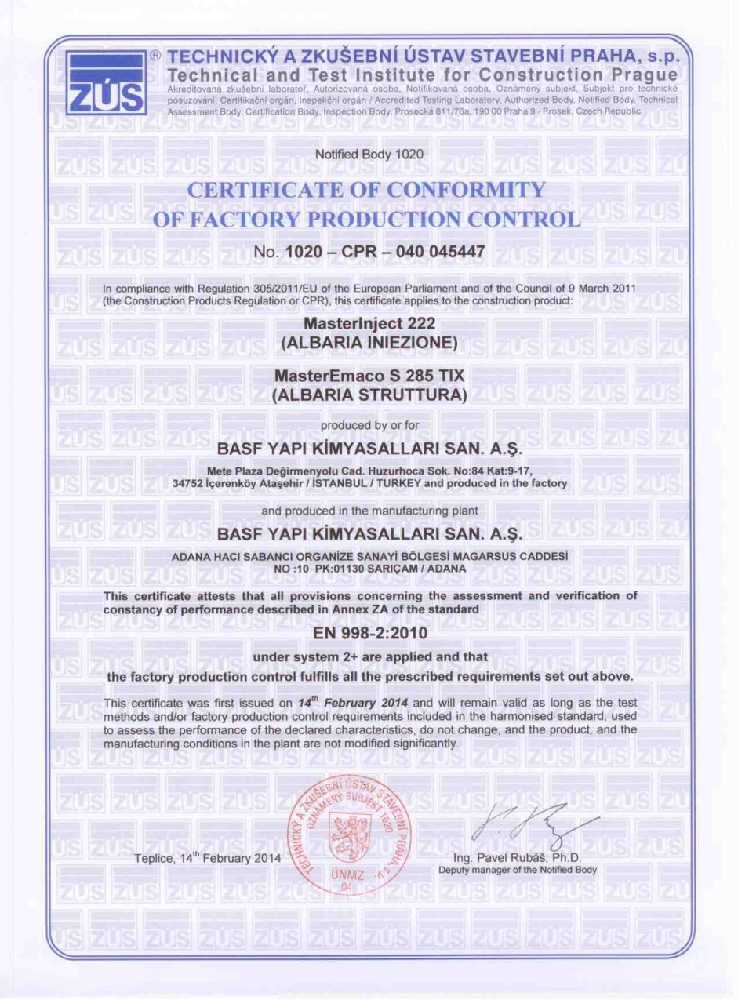 ZÚS ®
TECHNICKÝ A ZKUŠEBNÍ ÚSTAV STAVEBNÍ PRAHA, s.p.
Technical and Test Institute for Construction Prague
Akreditovaná zkušební laboratoř, Autorizovaná osoba, Notifikovaná osoba, Oznámený subjekt, Subjekt pro technické
posuzování, Certifikační orgán, Inspekční orgán / Accredited Testing Laboratory, Authorized Body, Notified Body, Technical
Assessment Body, Certification Body, Inspection Body, Prosecká 811/76a, 190 00 Praha 9 - Prosek, Czech Republic
Notified Body 1020
CERTIFICATE OF CONFORMITY
OF FACTORY PRODUCTION CONTROL
No. 1020 – CPR – 040 045447
In compliance with Regulation 305/2011/EU of the European Parliament and of the Council of 9 March 2011
(the Construction Products Regulation or CPR), this certificate applies to the construction product:
MasterInject 222
(ALBARIA INIEZIONE)
MasterEmaco S 285 TIX
(ALBARIA STRUTTURA)
produced by or for
BASF YAPI KİMYASALLARI SAN. A.Ş.
Mete Plaza Değirmenyolu Cad. Huzurhoca Sok. No:84 Kat:9-17,
34752 İçerenköy Ataşehir / İSTANBUL / TURKEY and produced in the factory
and produced in the manufacturing plant
BASF YAPI KİMYASALLARI SAN. A.Ş.
ADANA HACI SABANCI ORGANİZE SANAYİ BÖLGESİ MAGARSUS CADDESİ
NO :10 PK:01130 SARIÇAM / ADANA
This certificate attests that all provisions concerning the assessment and verification of
constancy of performance described in Annex ZA of the standard
EN 998-2:2010
under system 2+ are applied and that
the factory production control fulfills all the prescribed requirements set out above.
This certificate was first issued on 14th February 2014 and will remain valid as long as the test
methods and/or factory production control requirements included in the harmonised standard, used
to assess the performance of the declared characteristics, do not change, and the product, and the
manufacturing conditions in the plant are not modified significantly.
TECHNICKÝ A ZKUŠEBNÍ ÚSTAV STAVEBNÍ PRAHA, s.p.
OZNÁMENÝ SUBJEKT 1020
ÚNMZ
04
Teplice, 14th February 2014
Ing. Pavel Rubáš, Ph.D.
Deputy manager of the Notified Body